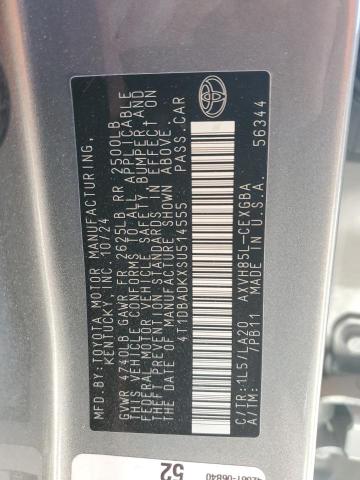 MFD.BY: TOYOTA MOTOR MANUFACTURING,
KENTUCKY, INC. 10/24
GVWR 4740LB GAWR FR 2625LB RR 2500LB
THIS VEHICLE CONFORMS TO ALL APPLICABLE
FEDERAL MOTOR VEHICLE SAFETY, BUMPER, AND
THEFT PREVENTION STANDARDS IN EFFECT ON
THE DATE OF MANUFACTURE SHOWN ABOVE.
4T1DBADKXSU514555 PASS.CAR
C/TR:1L5/LA20 AXVH85L-CEXGBA
A/TM: 7PB11 MADE IN U.S.A. 56344
52